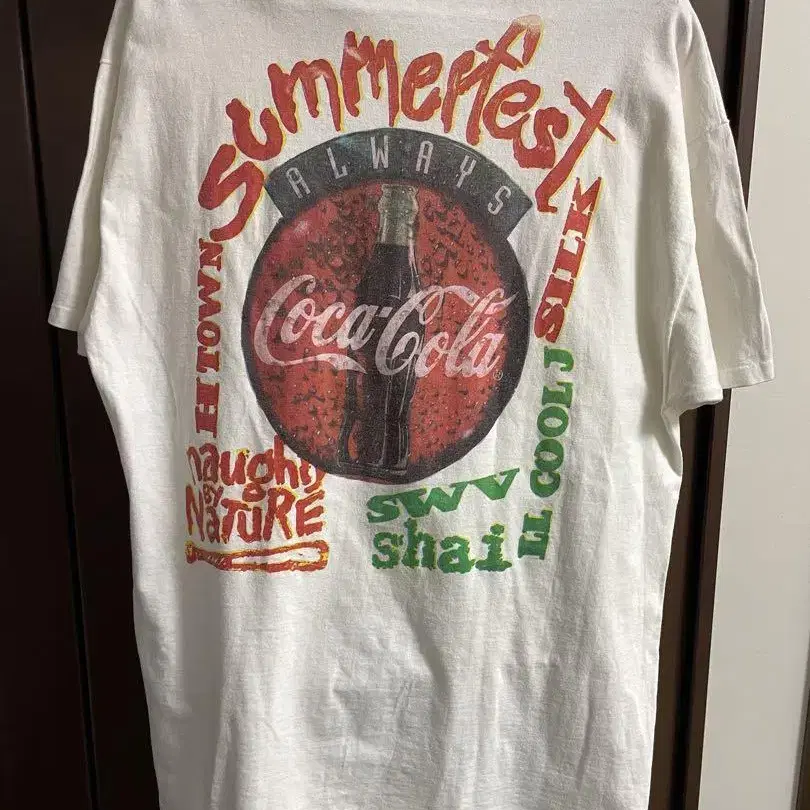 Summerfest
ALWAYS
Coca-Cola
®
H TOWN
naughty
BY
NaTURE
SWV
shai
LL COOL J
SILK